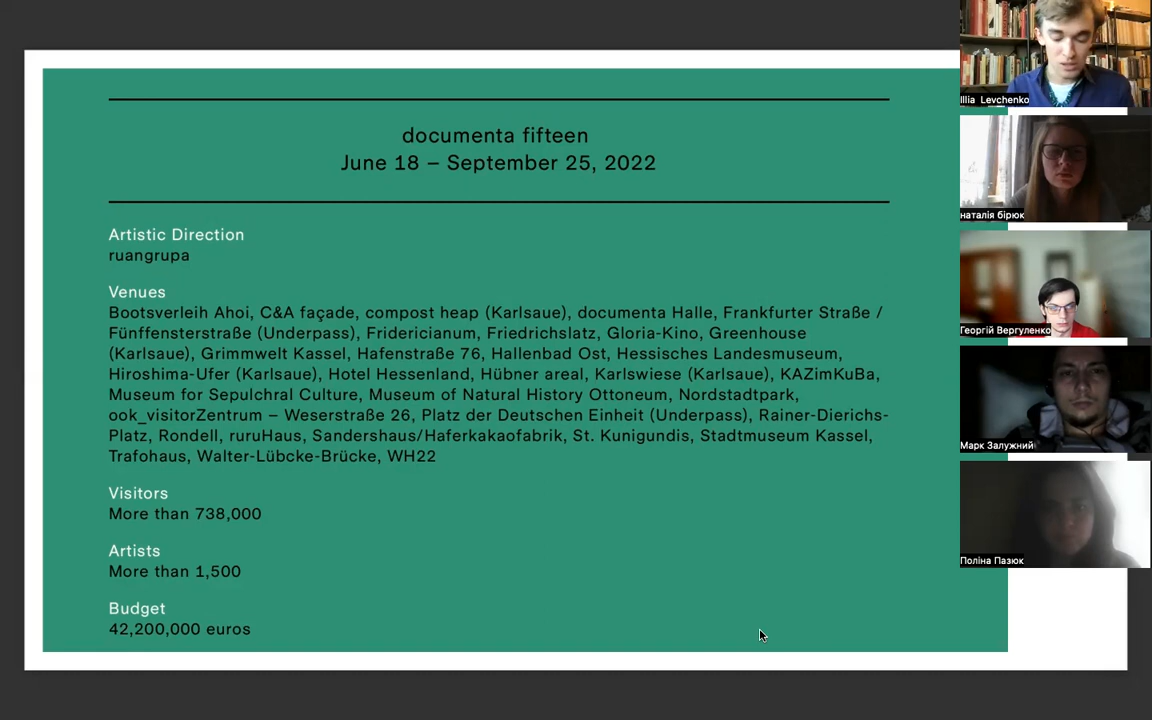 documenta fifteen
June 18 – September 25, 2022
Artistic Direction
ruangrupa
Venues
Bootsverleih Ahoi, C&A façade, compost heap (Karlsaue), documenta Halle, Frankfurter Straße /
Fünffensterstraße (Underpass), Fridericianum, Friedrichslatz, Gloria-Kino, Greenhouse
(Karlsaue), Grimmwelt Kassel, Hafenstraße 76, Hallenbad Ost, Hessisches Landesmuseum,
Hiroshima-Ufer (Karlsaue), Hotel Hessenland, Hübner areal, Karlswiese (Karlsaue), KAZimKuBa,
Museum for Sepulchral Culture, Museum of Natural History Ottoneum, Nordstadtpark,
ook_visitorZentrum – Weserstraße 26, Platz der Deutschen Einheit (Underpass), Rainer-Dierichs-
Platz, Rondell, ruruHaus, Sandershaus/Haferkakaofabrik, St. Kunigundis, Stadtmuseum Kassel,
Trafohaus, Walter-Lübcke-Brücke, WH22
Visitors
More than 738,000
Artists
More than 1,500
Budget
42,200,000 euros
Illia Levchenko
наталія бірюк
Георгій Вергуленко
Марк Залужний
Поліна Пазюк